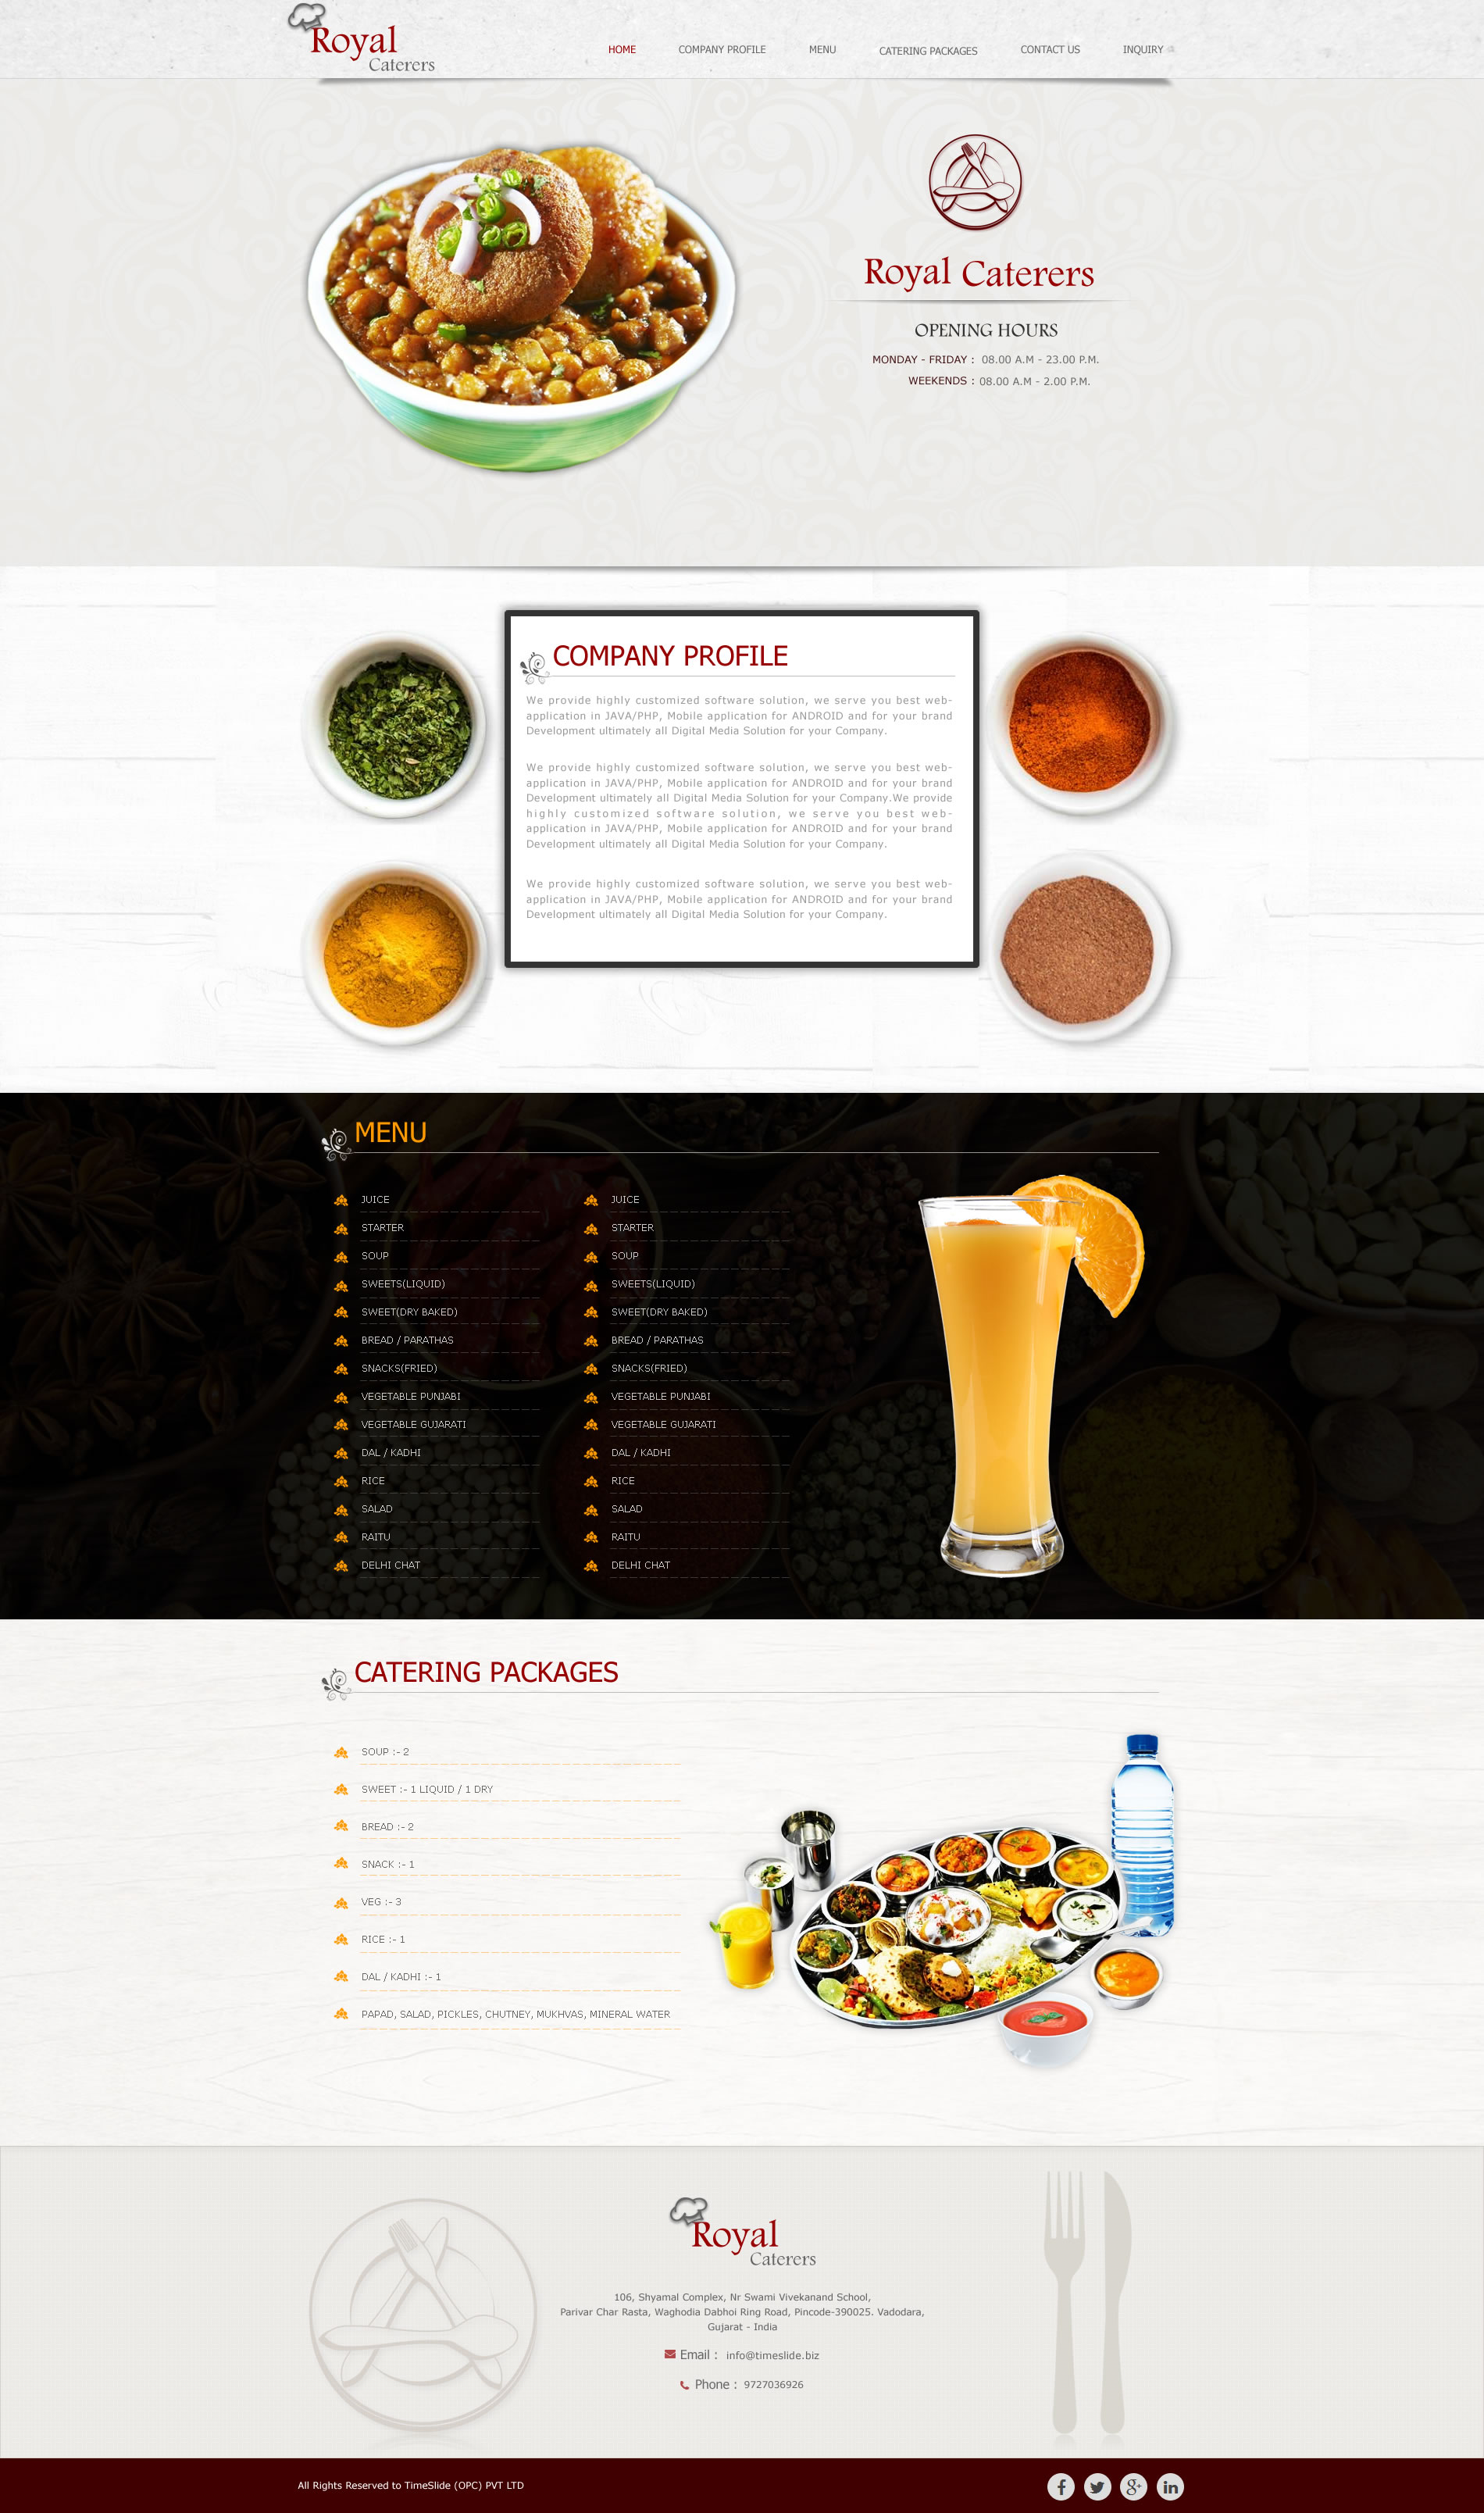 Royal
Caterers
HOME COMPANY PROFILE MENU CATERING PACKAGES CONTACT US INQUIRY
Royal Caterers
OPENING HOURS
MONDAY - FRIDAY : 08.00 A.M - 23.00 P.M.
WEEKENDS : 08.00 A.M - 2.00 P.M.
COMPANY PROFILE
We provide highly customized software solution, we serve you best web-
application in JAVA/PHP, Mobile application for ANDROID and for your brand
Development ultimately all Digital Media Solution for your Company.
We provide highly customized software solution, we serve you best web-
application in JAVA/PHP, Mobile application for ANDROID and for your brand
Development ultimately all Digital Media Solution for your Company.We provide
highly customized software solution, we serve you best web-
application in JAVA/PHP, Mobile application for ANDROID and for your brand
Development ultimately all Digital Media Solution for your Company.
We provide highly customized software solution, we serve you best web-
application in JAVA/PHP, Mobile application for ANDROID and for your brand
Development ultimately all Digital Media Solution for your Company.
MENU
JUICE
STARTER
SOUP
SWEETS(LIQUID)
SWEET(DRY BAKED)
BREAD / PARATHAS
SNACKS(FRIED)
VEGETABLE PUNJABI
VEGETABLE GUJARATI
DAL / KADHI
RICE
SALAD
RAITU
DELHI CHAT
JUICE
STARTER
SOUP
SWEETS(LIQUID)
SWEET(DRY BAKED)
BREAD / PARATHAS
SNACKS(FRIED)
VEGETABLE PUNJABI
VEGETABLE GUJARATI
DAL / KADHI
RICE
SALAD
RAITU
DELHI CHAT
CATERING PACKAGES
SOUP :- 2
SWEET :- 1 LIQUID / 1 DRY
BREAD :- 2
SNACK :- 1
VEG :- 3
RICE :- 1
DAL / KADHI :- 1
PAPAD, SALAD, PICKLES, CHUTNEY, MUKHVAS, MINERAL WATER
Royal
Caterers
106, Shyamal Complex, Nr Swami Vivekanand School,
Parivar Char Rasta, Waghodia Dabhoi Ring Road, Pincode-390025. Vadodara,
Gujarat - India
Email : info@timeslide.biz
Phone : 9727036926
All Rights Reserved to TimeSlide (OPC) PVT LTD